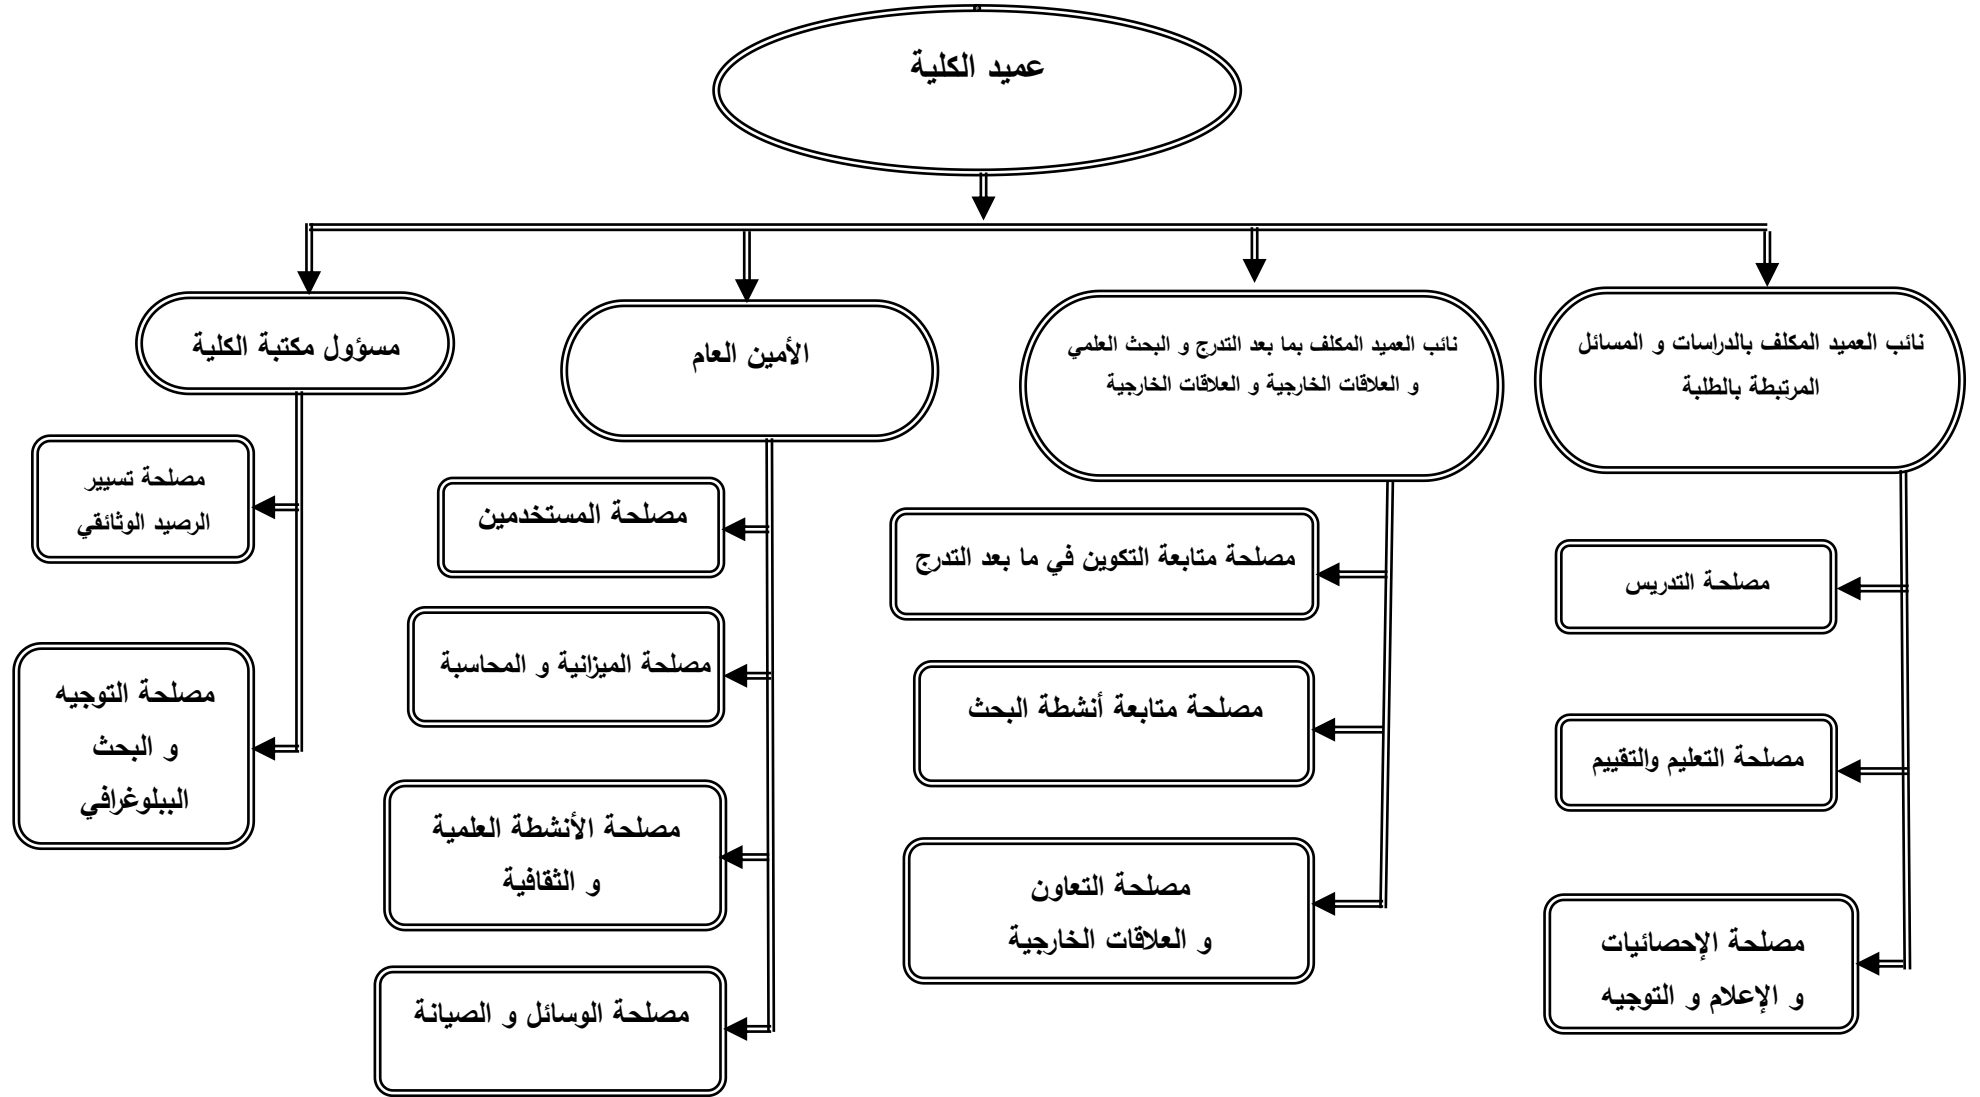 عميد الكلية
نائب العميد المكلف بالدراسات و المسائل
المرتبطة بالطلبة
نائب العميد المكلف بما بعد التدرج و البحث العلمي
و العلاقات الخارجية و العلاقات الخارجية
الأمين العام
مسؤول مكتبة الكلية
مصلحة التدريس
مصلحة التعليم والتقييم
مصلحة الإحصائيات
و الإعلام و التوجيه
مصلحة متابعة التكوين في ما بعد التدرج
مصلحة متابعة أنشطة البحث
مصلحة التعاون
و العلاقات الخارجية
مصلحة المستخدمين
مصلحة الميزانية و المحاسبة
مصلحة الأنشطة العلمية
و الثقافية
مصلحة الوسائل و الصيانة
مصلحة تسيير
الرصيد الوثائقي
مصلحة التوجيه
و البحث
الببلوغرافي